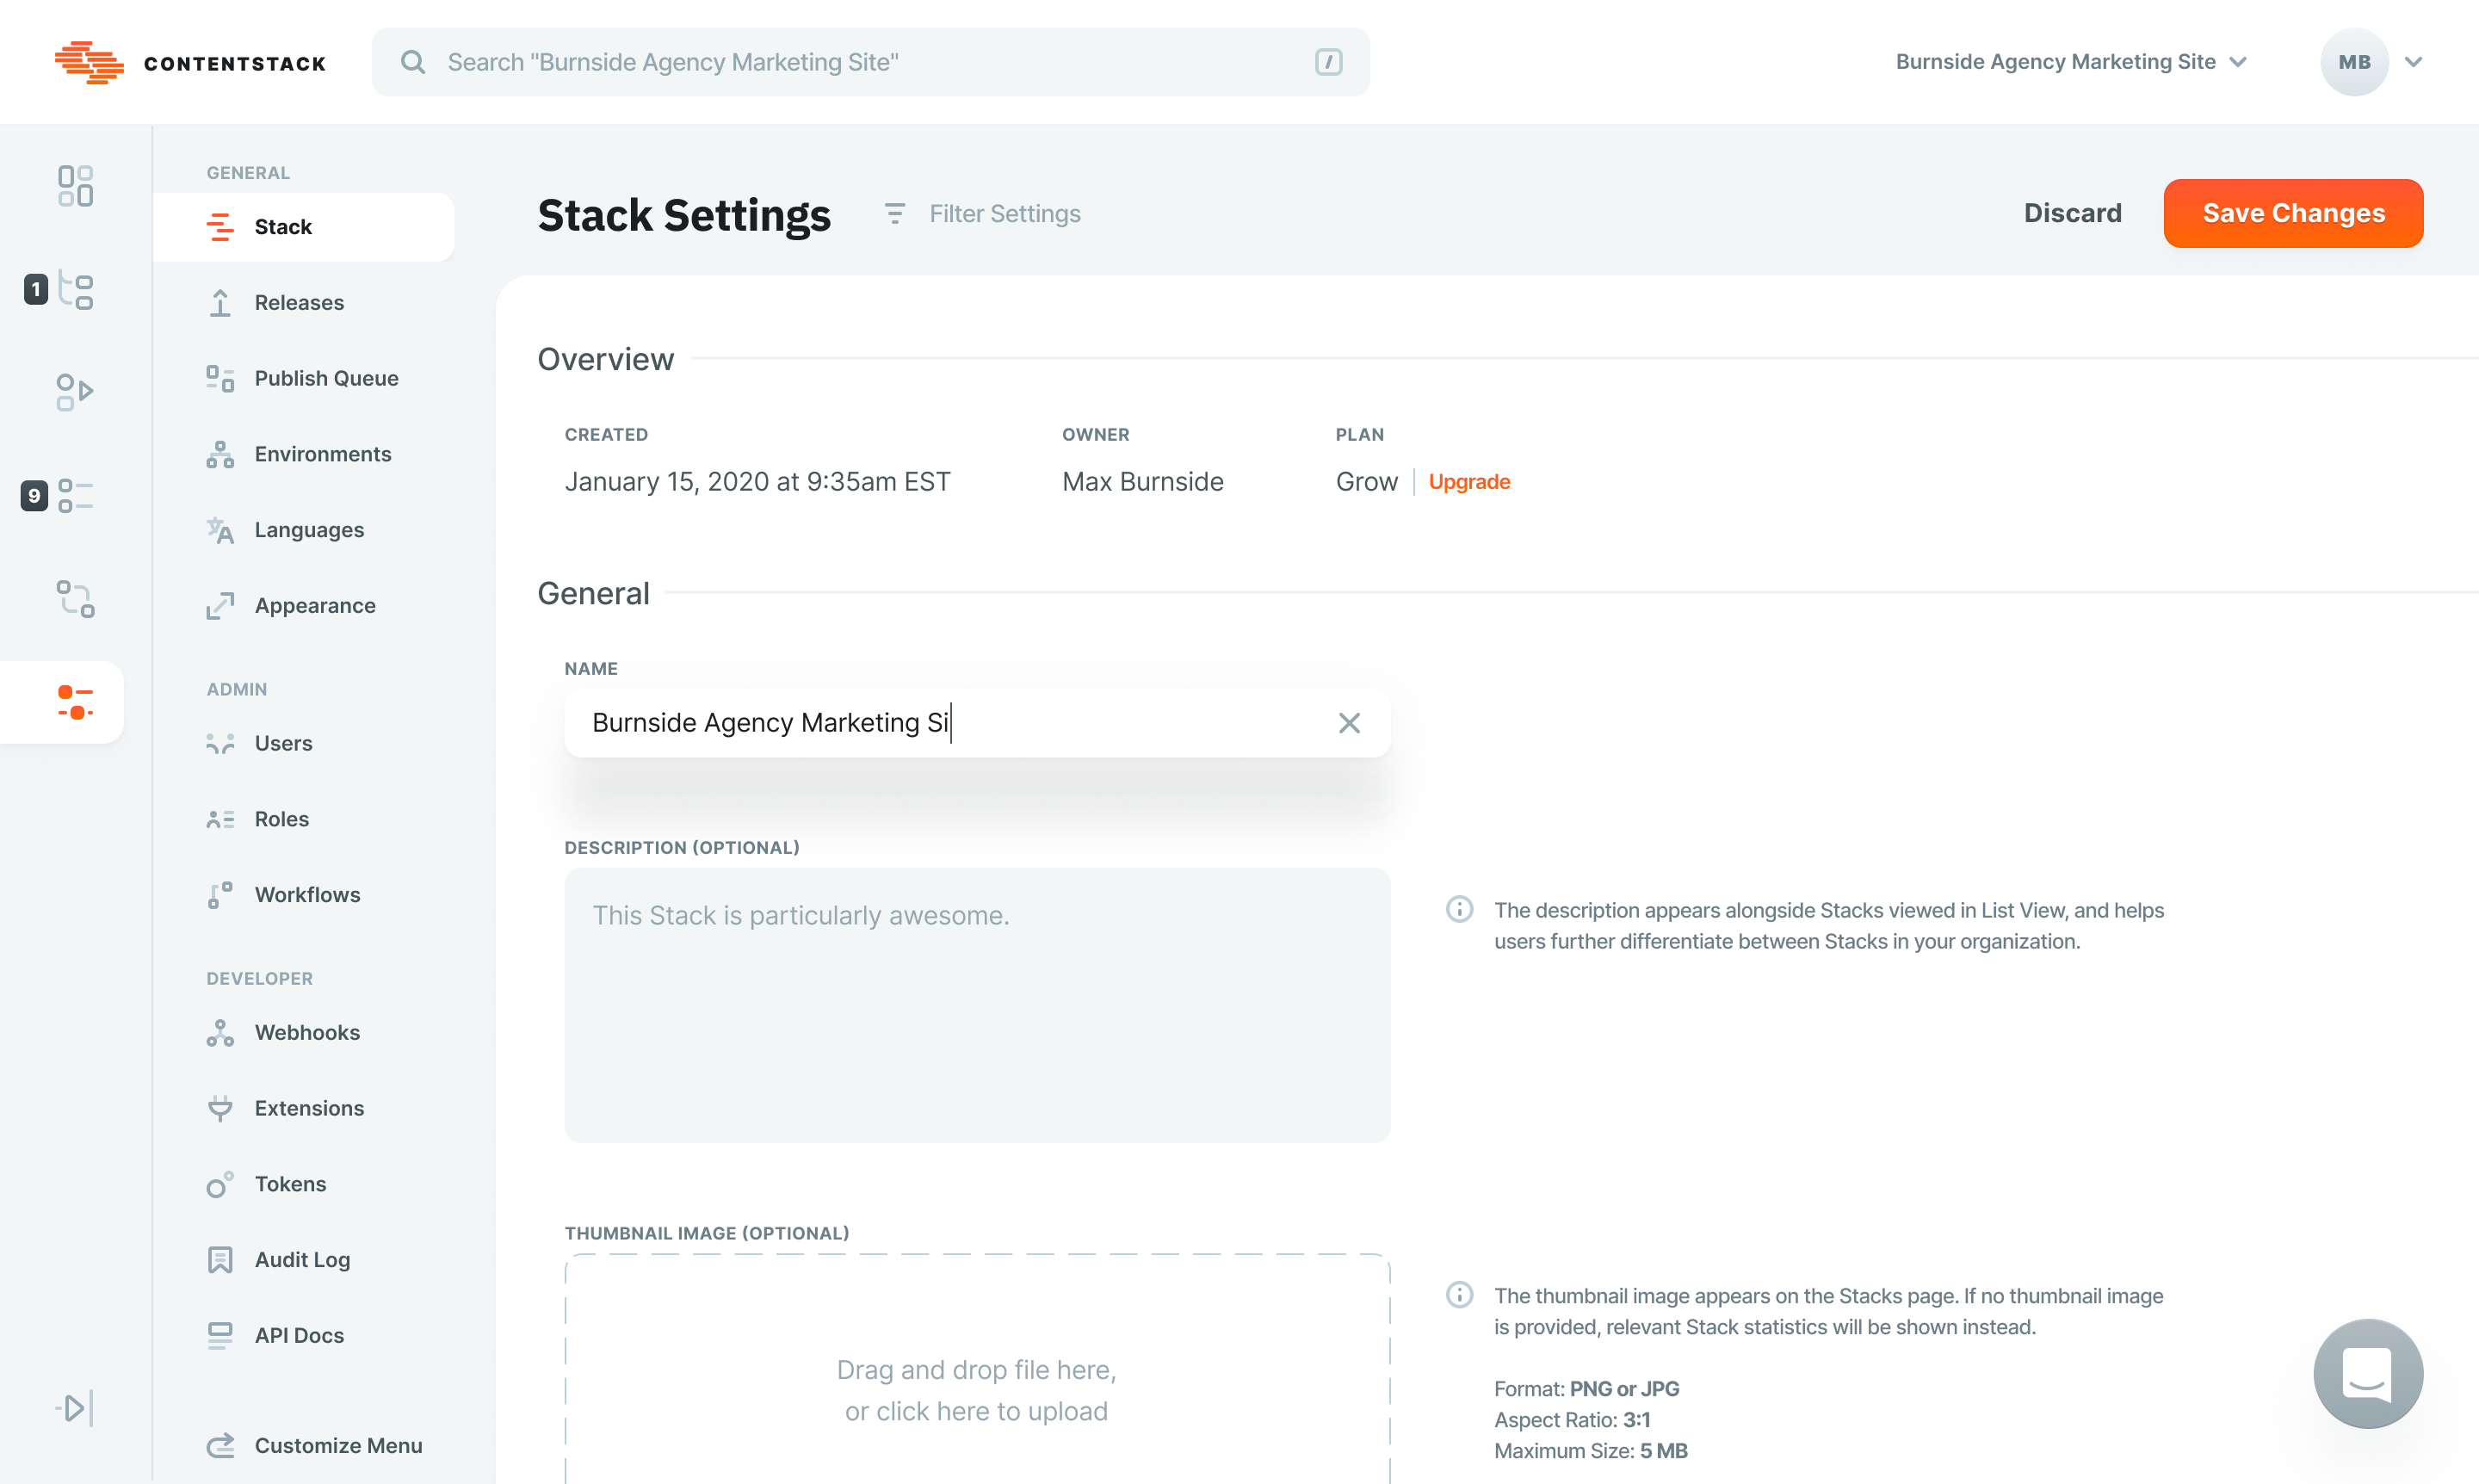 CONTENTSTACK
Search "Burnside Agency Marketing Site"
/
Burnside Agency Marketing Site
MB
1
9
GENERAL
Stack
Releases
Publish Queue
Environments
Languages
Appearance
ADMIN
Users
Roles
Workflows
DEVELOPER
Webhooks
Extensions
Tokens
Audit Log
API Docs
Customize Menu
Stack Settings
Filter Settings
Discard
Save Changes
Overview
CREATED
OWNER
PLAN
January 15, 2020 at 9:35am EST
Max Burnside
Grow
Upgrade
General
NAME
Burnside Agency Marketing Si
DESCRIPTION (OPTIONAL)
This Stack is particularly awesome.
The description appears alongside Stacks viewed in List View, and helps
users further differentiate between Stacks in your organization.
THUMBNAIL IMAGE (OPTIONAL)
Drag and drop file here,
or click here to upload
The thumbnail image appears on the Stacks page. If no thumbnail image
is provided, relevant Stack statistics will be shown instead.
Format: PNG or JPG
Aspect Ratio: 3:1
Maximum Size: 5 MB